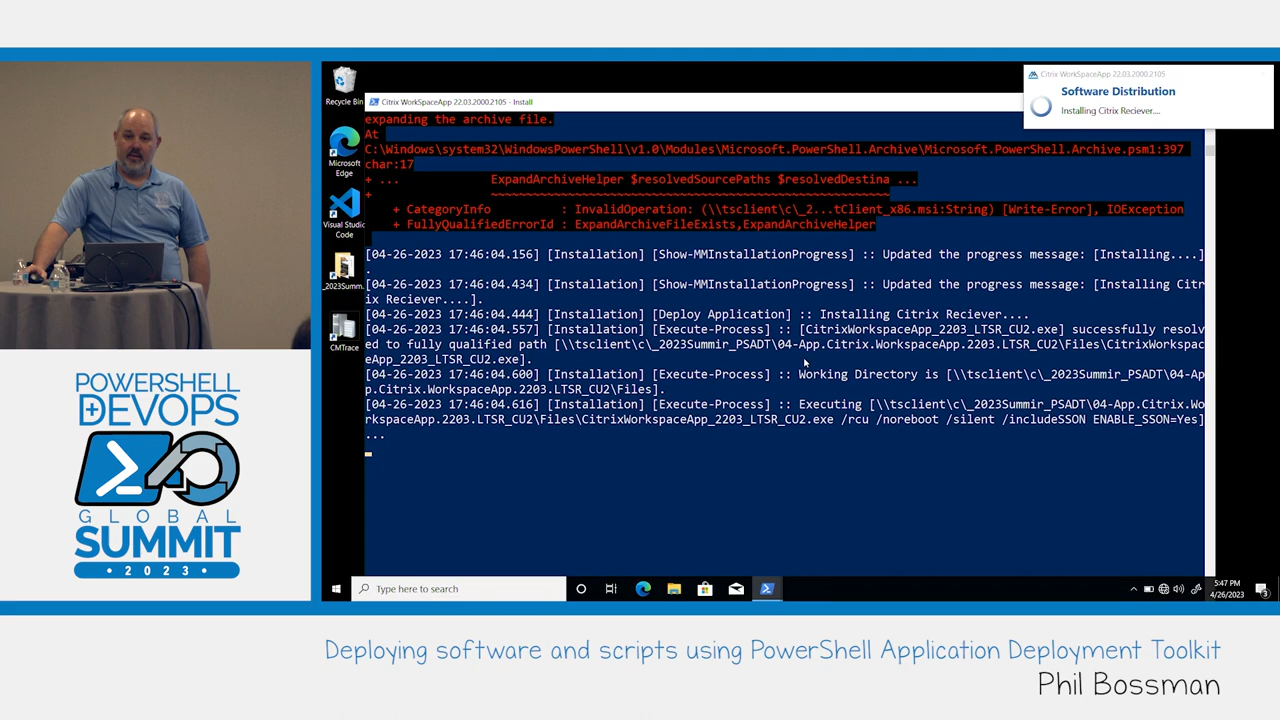 Recycle Bin
Microsoft
Edge
Visual Studio
Code
_2023Summ...
CMTrace
Citrix WorkSpaceApp 22.03.2000.2105 - Install
Citrix WorkSpaceApp 22.03.2000.2105
Software Distribution
Installing Citrix Reciever....
expanding the archive file.
At
C:\Windows\system32\WindowsPowerShell\v1.0\Modules\Microsoft.PowerShell.Archive\Microsoft.PowerShell.Archive.psm1:397
char:17
+ ...          ExpandArchiveHelper $resolvedSourcePaths $resolvedDestina ...
+              ~~~~~~~~~~~~~~~~~~~~~~~~~~~~~~~~~~~~~~~~~~~~~~~~~~~~~~~~~
+ CategoryInfo          : InvalidOperation: (\\tsclient\c\_2...tClient_x86.msi:String) [Write-Error], IOException
+ FullyQualifiedErrorId : ExpandArchiveFileExists,ExpandArchiveHelper
[04-26-2023 17:46:04.156] [Installation] [Show-MMInstallationProgress] :: Updated the progress message: [Installing....]
.
[04-26-2023 17:46:04.434] [Installation] [Show-MMInstallationProgress] :: Updated the progress message: [Installing Citr
ix Reciever....].
[04-26-2023 17:46:04.444] [Installation] [Deploy Application] :: Installing Citrix Reciever....
[04-26-2023 17:46:04.557] [Installation] [Execute-Process] :: [CitrixWorkspaceApp_2203_LTSR_CU2.exe] successfully resolv
ed to fully qualified path [\\tsclient\c\_2023Summir_PSADT\04-App.Citrix.WorkspaceApp.2203.LTSR_CU2\Files\CitrixWorkspac
eApp_2203_LTSR_CU2.exe].
[04-26-2023 17:46:04.600] [Installation] [Execute-Process] :: Working Directory is [\\tsclient\c\_2023Summir_PSADT\04-Ap
p.Citrix.WorkspaceApp.2203.LTSR_CU2\Files].
[04-26-2023 17:46:04.616] [Installation] [Execute-Process] :: Executing [\\tsclient\c\_2023Summir_PSADT\04-App.Citrix.Wo
rkspaceApp.2203.LTSR_CU2\Files\CitrixWorkspaceApp_2203_LTSR_CU2.exe /rcu /noreboot /silent /includeSSON ENABLE_SSON=Yes]
...
Type here to search
5:47 PM
4/26/2023
3
POWERSHELL
+DEVOPS
GLOBAL
SUMMIT
• 2023 •
Deploying software and scripts using PowerShell Application Deployment Toolkit
Phil Bossman